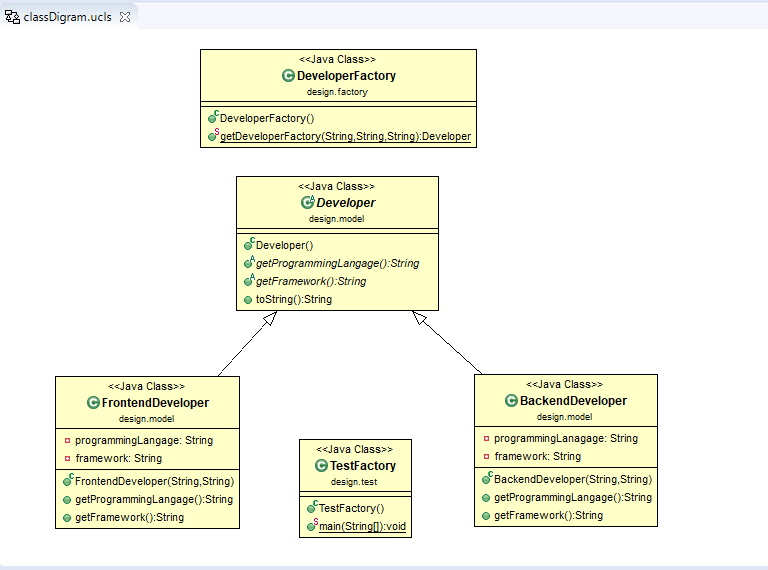 classDigram.ucls
<<Java Class>>
DeveloperFactory
design.factory
DeveloperFactory()
getDeveloperFactory(String,String,String):Developer
<<Java Class>>
Developer
design.model
Developer()
getProgrammingLangage():String
getFramework():String
toString():String
<<Java Class>>
FrontendDeveloper
design.model
programmingLangage: String
framework: String
FrontendDeveloper(String,String)
getProgrammingLangage():String
getFramework():String
<<Java Class>>
TestFactory
design.test
TestFactory()
main(String[]):void
<<Java Class>>
BackendDeveloper
design.model
programmingLanagage: String
framework: String
BackendDeveloper(String,String)
getProgrammingLangage():String
getFramework():String